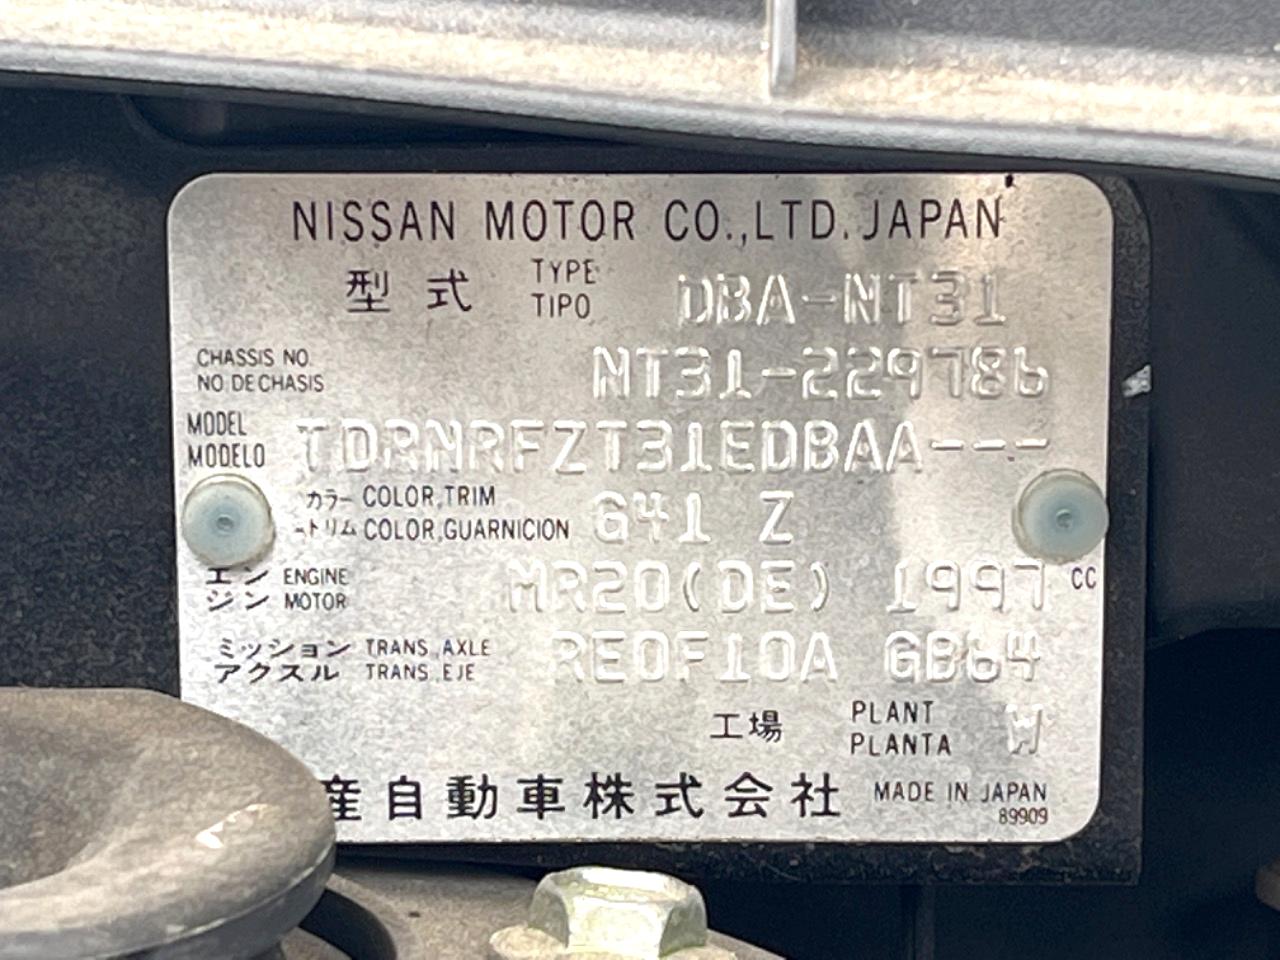 NISSAN MOTOR CO.,LTD. JAPAN
型式 TYPE TIPO DBA-NT31
CHASSIS NO. NO DE CHASIS NT31-229786
MODEL MODELO TDRNRFZT31EDBAA---
カラートリム COLOR,TRIM COLOR,GUARNICION G41 Z
エンジン ENGINE MOTOR MR20(DE) 1997 CC
ミッション アクスル TRANS. AXLE TRANS. EJE RE0F10A GB64
工場 PLANT PLANTA W
産自動車株式会社 MADE IN JAPAN
89909